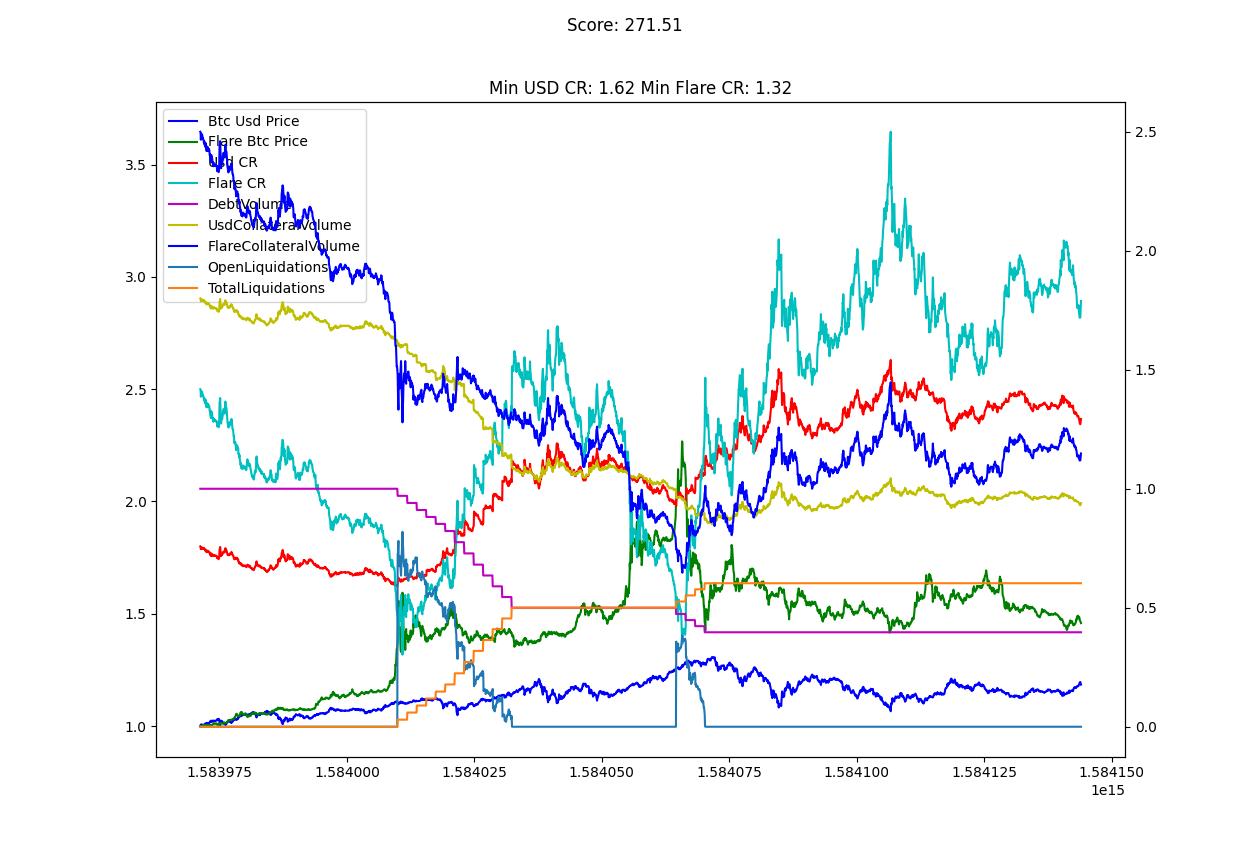 Score: 271.51
Min USD CR: 1.62 Min Flare CR: 1.32
Btc Usd Price
Flare Btc Price
Usd CR
Flare CR
DebtVolume
UsdCollateralVolume
FlareCollateralVolume
OpenLiquidations
TotalLiquidations
3.5
3.0
2.5
2.0
1.5
1.0
2.5
2.0
1.5
1.0
0.5
0.0
1.583975 1.584000 1.584025 1.584050 1.584075 1.584100 1.584125 1.584150
1e15